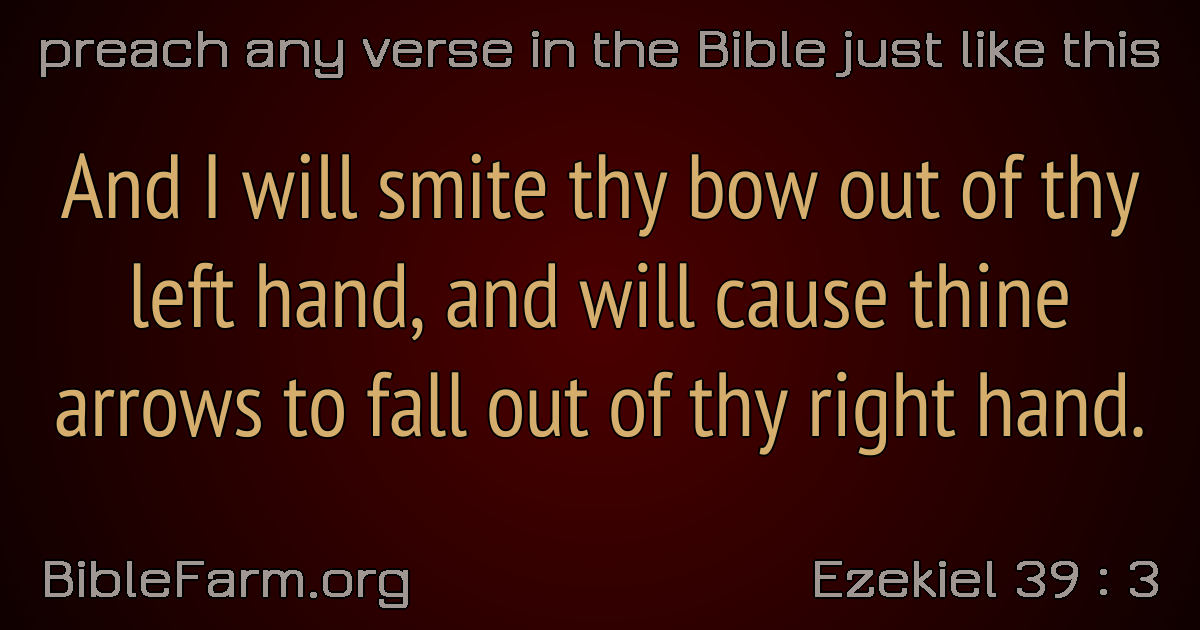 preach any verse in the Bible just like this
And I will smite thy bow out of thy
left hand, and will cause thine
arrows to fall out of thy right hand.
BibleFarm.org
Ezekiel 39 : 3